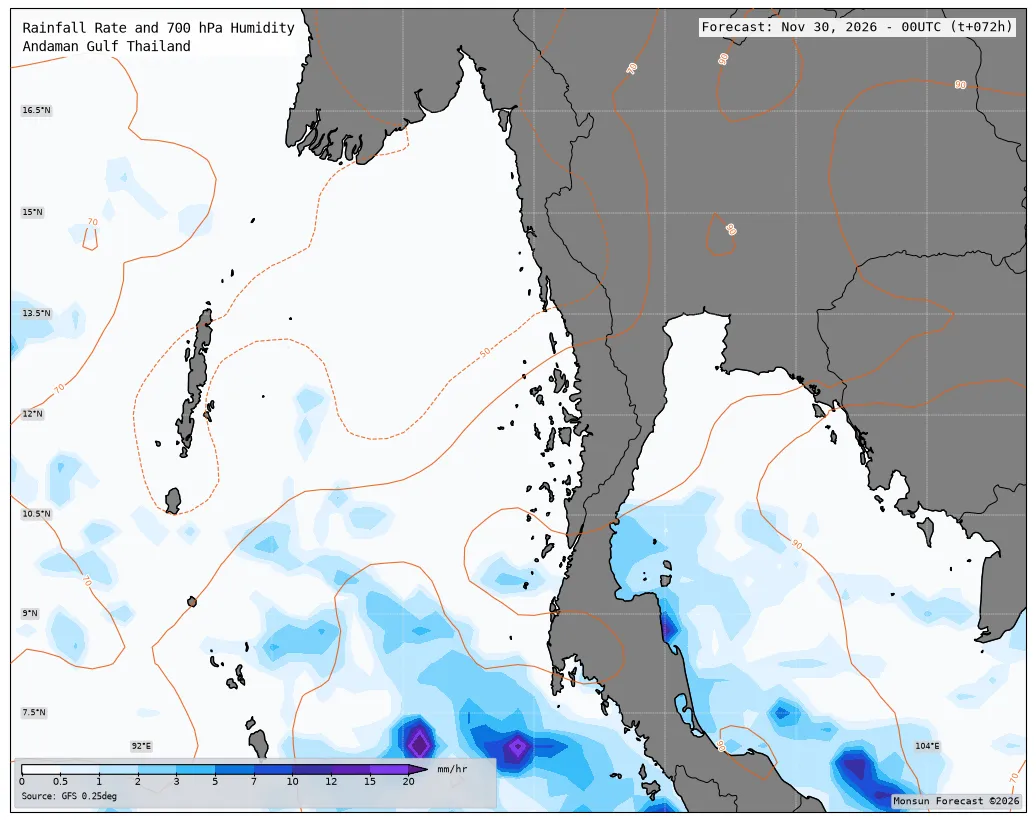 Rainfall Rate and 700 hPa Humidity
Andaman Gulf Thailand
Forecast: Nov 30, 2026 - 00UTC (t+072h)
70
90
90
16.5°N
15°N
70
90
13.5°N
50
70
12°N
10.5°N
90
70
9°N
7.5°N
92°E
90
104°E
70
mm/hr
0 0.5 1 2 3 5 7 10 12 15 20
Source: GFS 0.25deg
Monsun Forecast ©2026